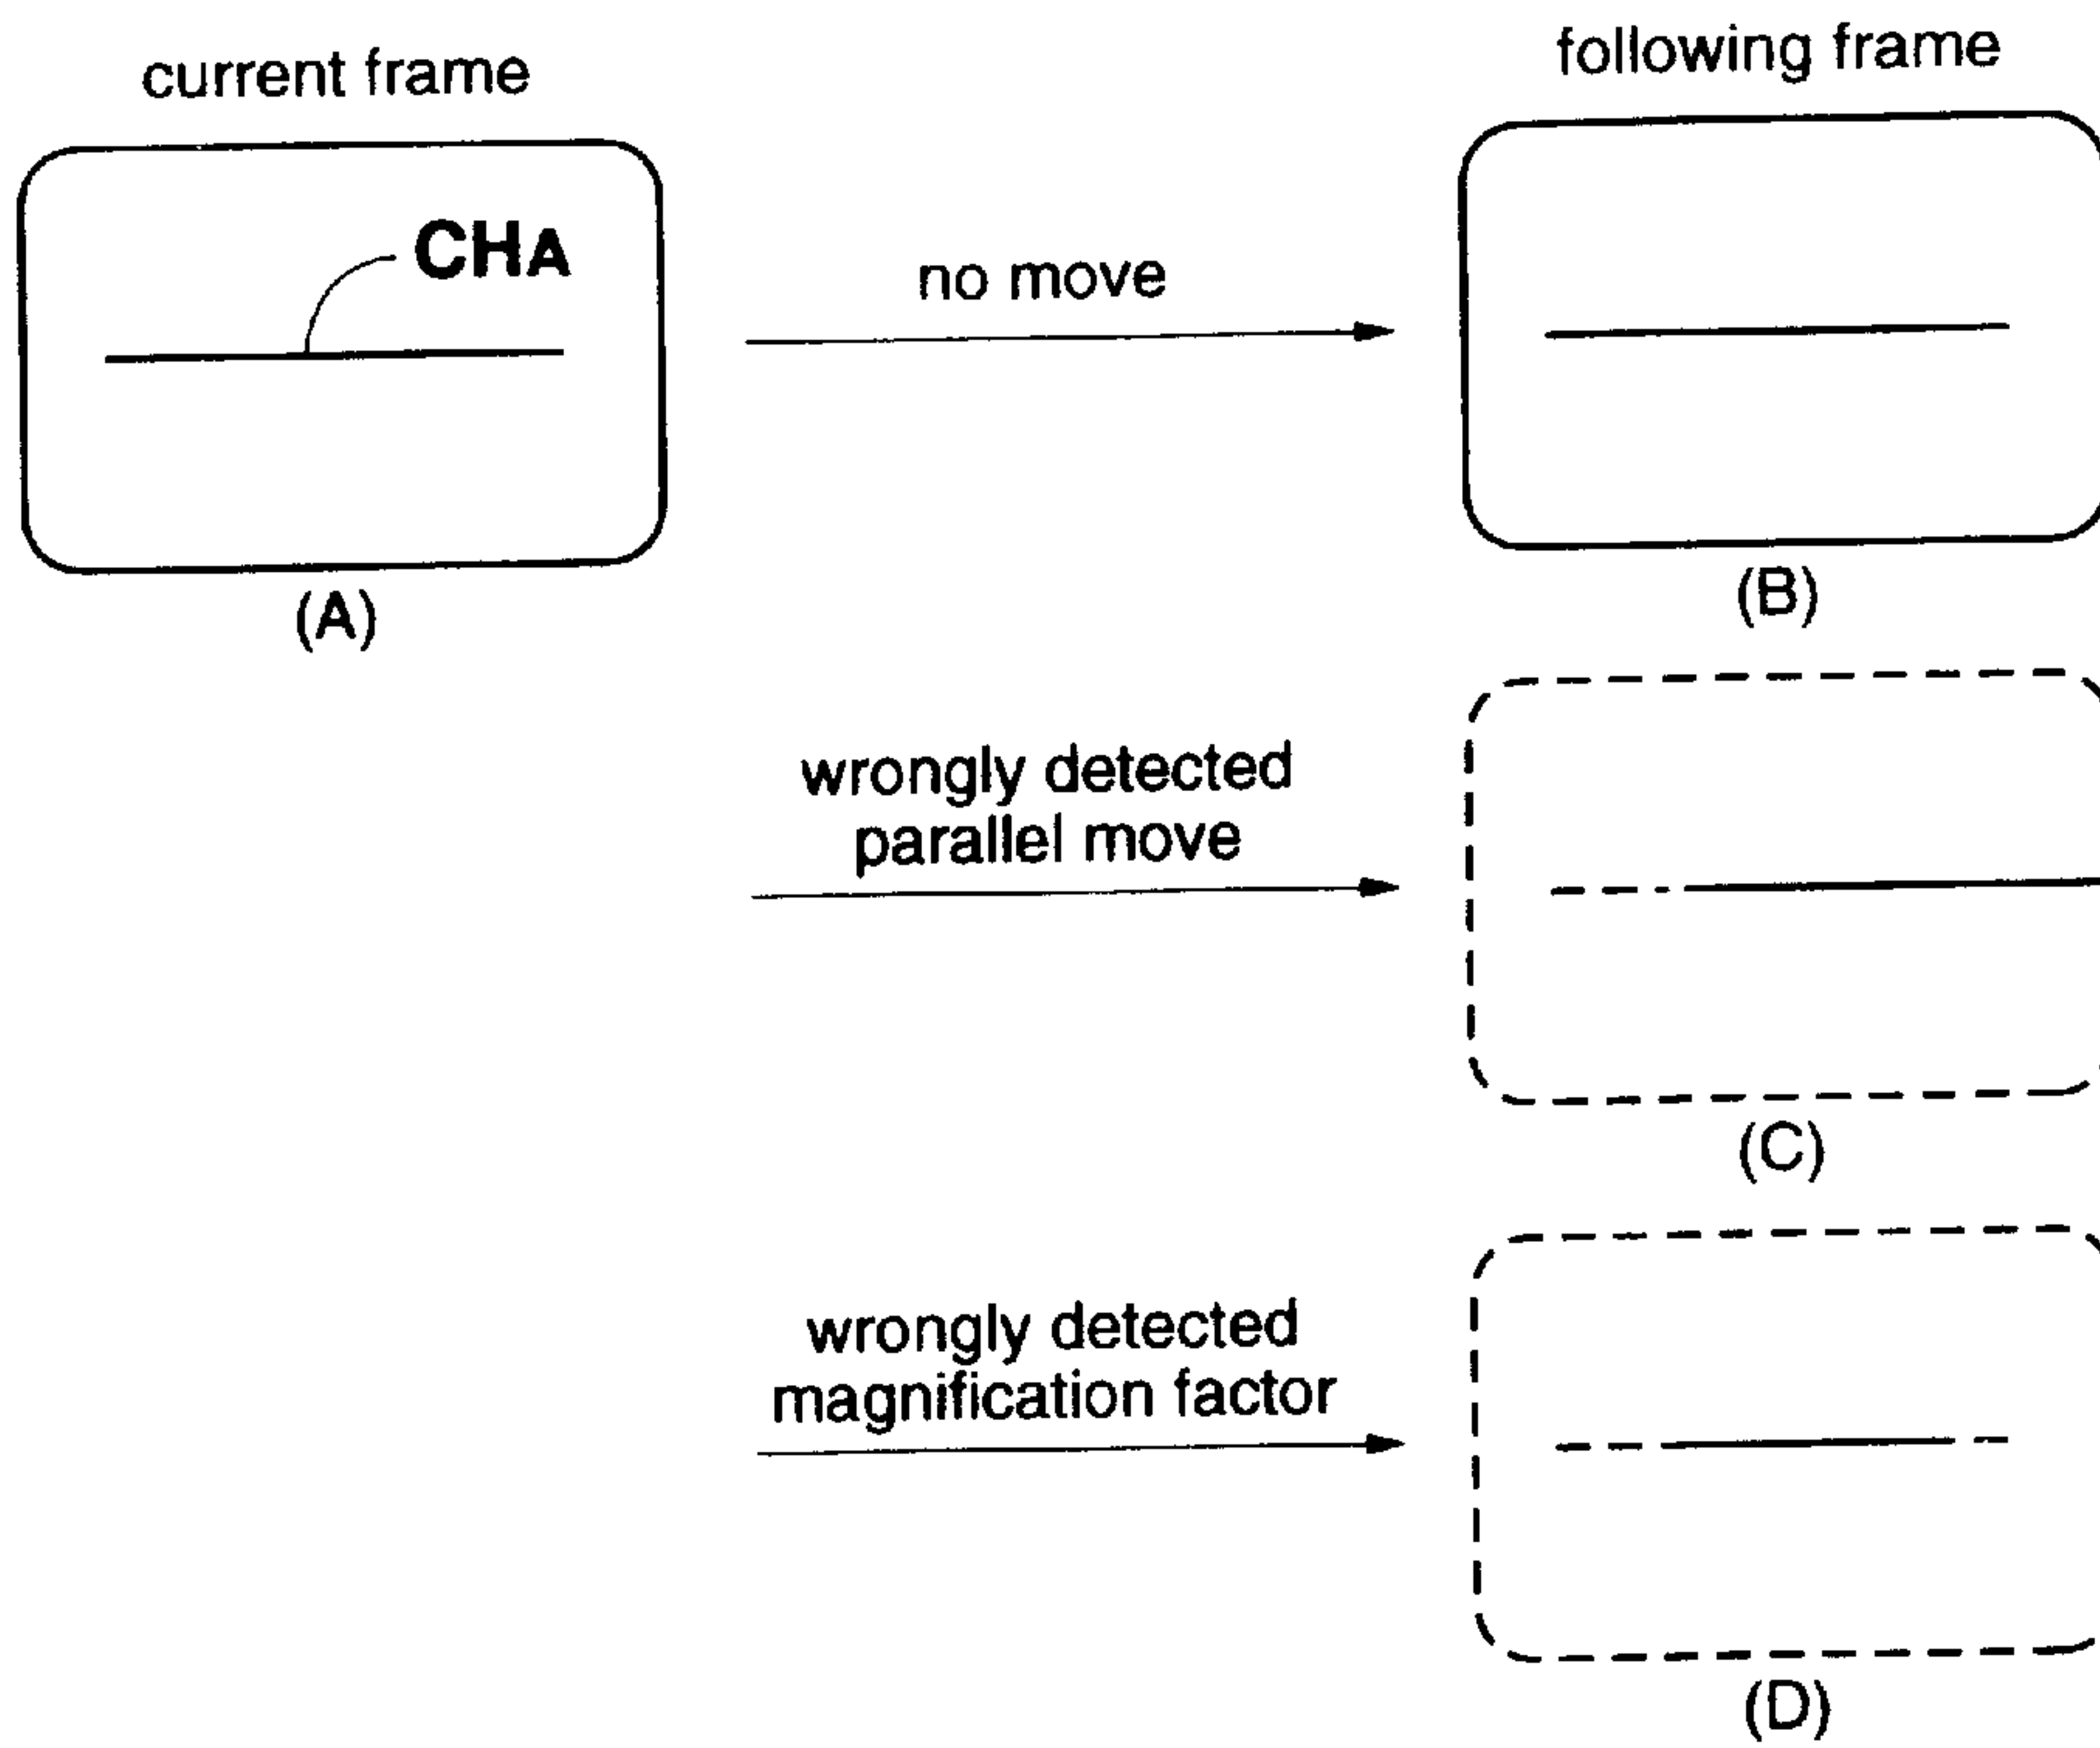 current frame
following frame
CHA
no move
(A)
(B)
wrongly detected
parallel move
(C)
wrongly detected
magnification factor
(D)